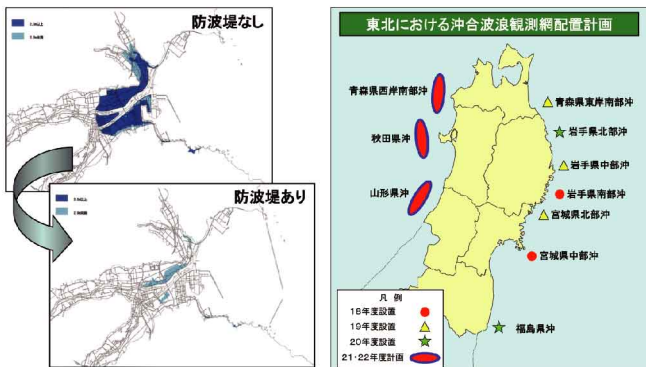 防波堤なし
防波堤あり
東北における沖合波浪観測網配置計画
青森県西岸南部沖
青森県東岸南部沖
秋田県沖
岩手県北部沖
岩手県中部沖
山形県沖
岩手県南部沖
宮城県北部沖
宮城県中部沖
福島県沖
凡例
18年度設置
19年度設置
20年度設置
21・22年度計画